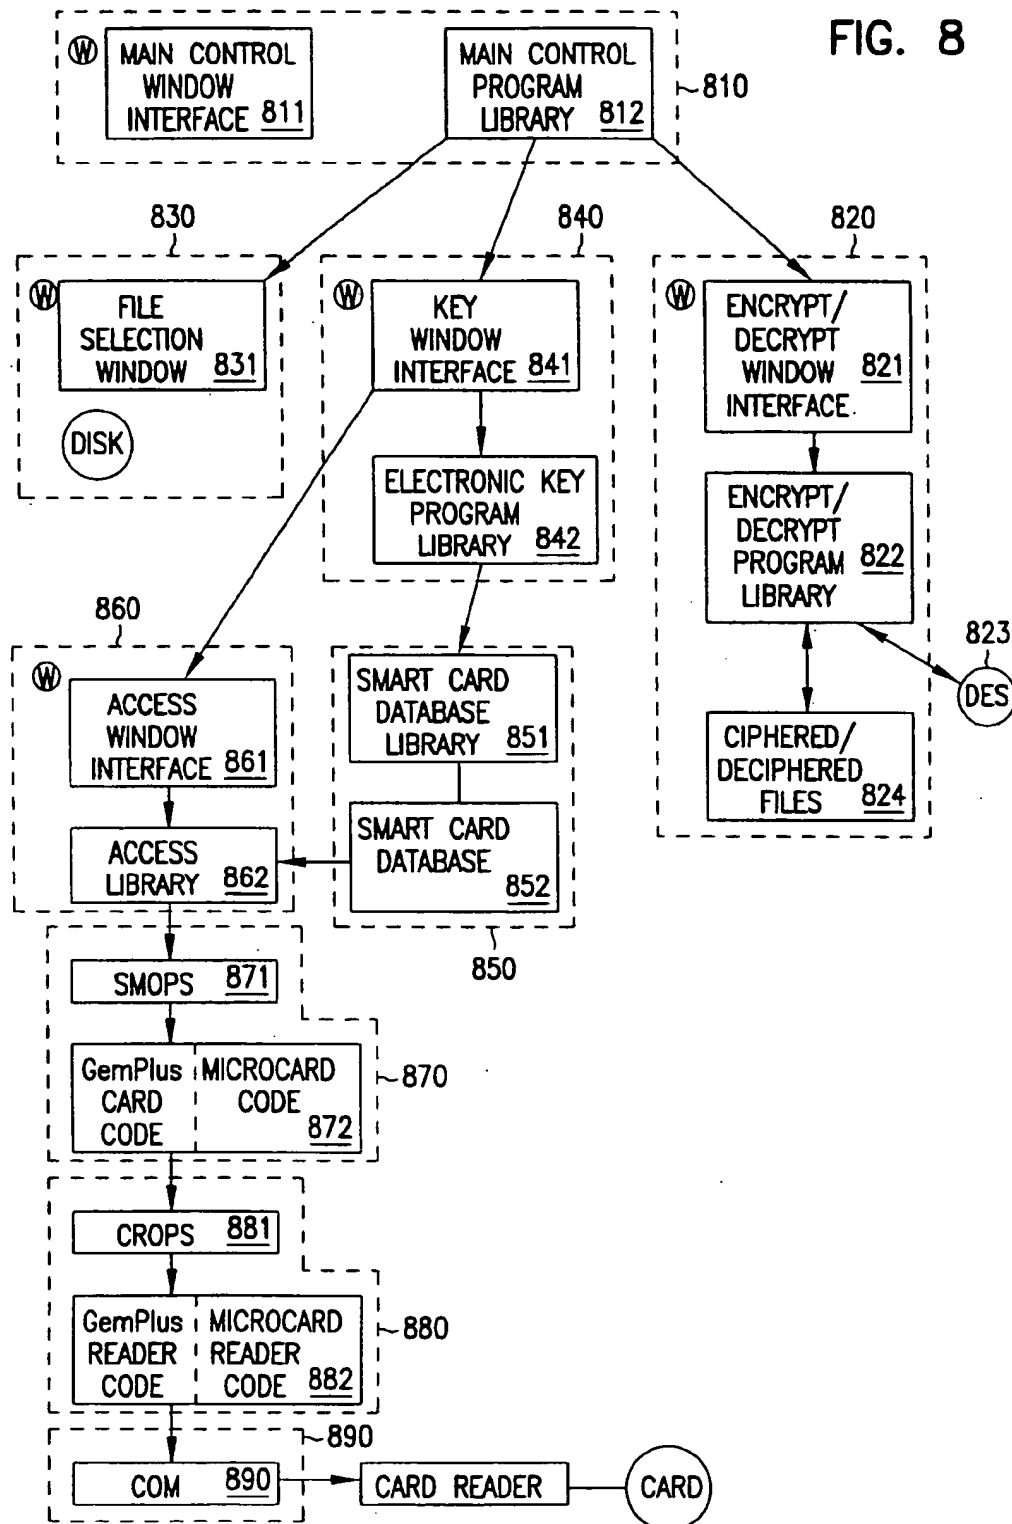 FIG. 8
W
MAIN CONTROL
WINDOW
INTERFACE 811
MAIN CONTROL
PROGRAM
LIBRARY 812
810
830
W
FILE
SELECTION
WINDOW 831
DISK
840
W
KEY
WINDOW
INTERFACE 841
ELECTRONIC KEY
PROGRAM
LIBRARY 842
820
W
ENCRYPT/
DECRYPT
WINDOW 821
INTERFACE
ENCRYPT/
DECRYPT
PROGRAM 822
LIBRARY
823
DES
CIPHERED/
DECIPHERED
FILES 824
860
W
ACCESS
WINDOW
INTERFACE 861
ACCESS
LIBRARY 862
SMART CARD
DATABASE
LIBRARY 851
SMART CARD
DATABASE
852
850
SMOPS 871
GemPlus
CARD
CODE
MICROCARD
CODE
872
870
CROPS 881
GemPlus
READER
CODE
MICROCARD
READER
CODE 882
880
890
COM 890
CARD READER
CARD